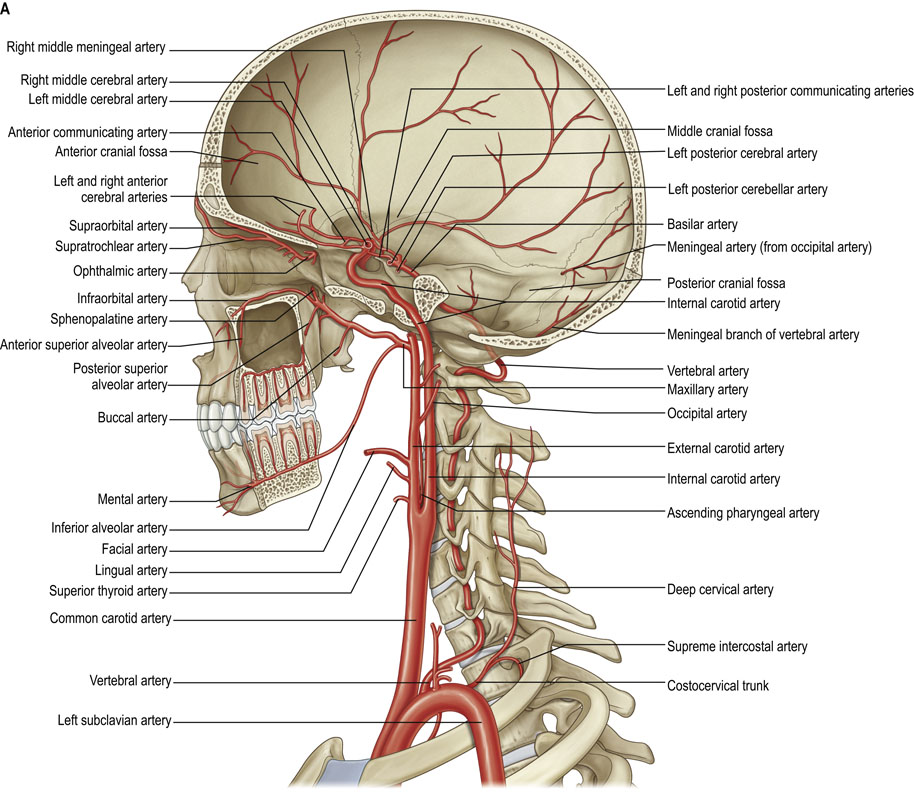 A
Right middle meningeal artery
Right middle cerebral artery
Left middle cerebral artery
Anterior communicating artery
Anterior cranial fossa
Left and right anterior
cerebral arteries
Supraorbital artery
Supratrochlear artery
Ophthalmic artery
Infraorbital artery
Sphenopalatine artery
Anterior superior alveolar artery
Posterior superior
alveolar artery
Buccal artery
Mental artery
Inferior alveolar artery
Facial artery
Lingual artery
Superior thyroid artery
Common carotid artery
Vertebral artery
Left subclavian artery
Left and right posterior communicating arteries
Middle cranial fossa
Left posterior cerebral artery
Left posterior cerebellar artery
Basilar artery
Meningeal artery (from occipital artery)
Posterior cranial fossa
Internal carotid artery
Meningeal branch of vertebral artery
Vertebral artery
Maxillary artery
Occipital artery
External carotid artery
Internal carotid artery
Ascending pharyngeal artery
Deep cervical artery
Supreme intercostal artery
Costocervical trunk